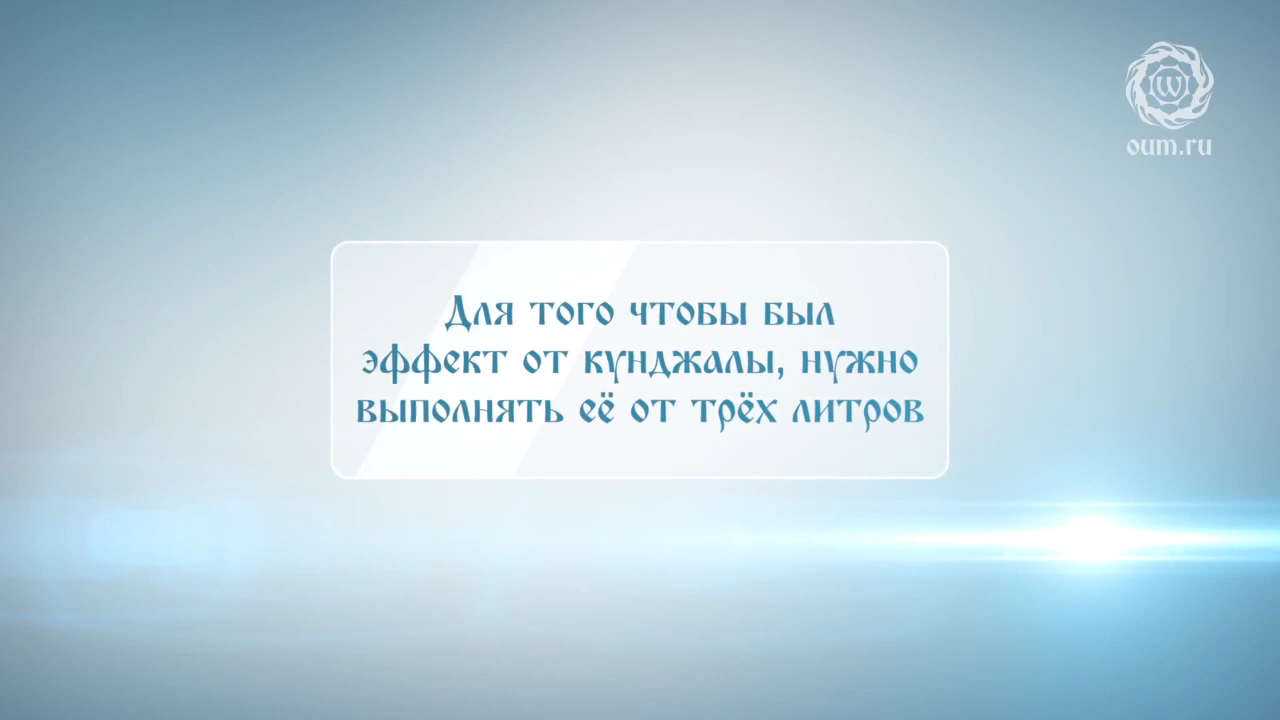 oum.ru
Для того чтобы был
эффект от кунджалы, нужно
выполнять её от трёх литров